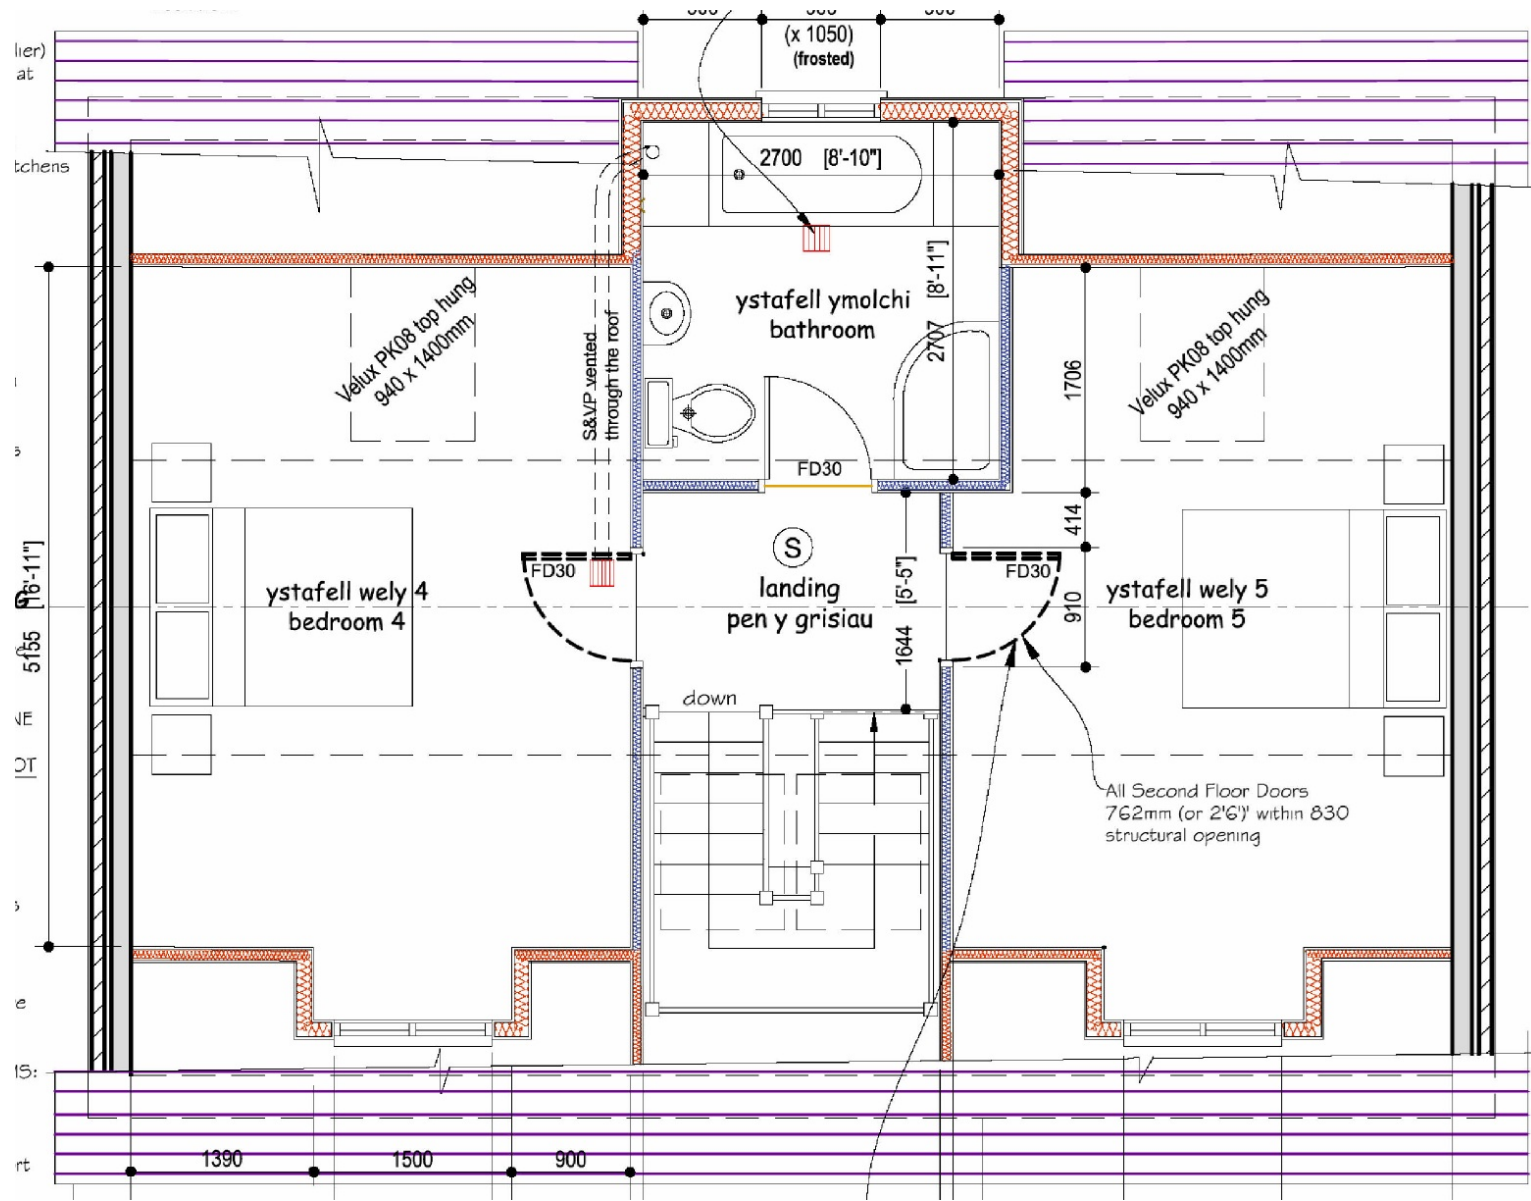 lier)
at
(x 1050)
(frosted)
tchens
2700 [8'-10"]
Velux PK08 top hung
940 x 1400mm
S&VP vented
through the roof
ystafell ymolchi
bathroom
2707 [8'-11"]
Velux PK08 top hung
940 x 1400mm
1706
FD30
414
5155 [16'-11"]
FD30
ystafell wely 4
bedroom 4
S
landing
pen y grisiau
1644 [5'-5"]
FD30
910
ystafell wely 5
bedroom 5
down
All Second Floor Doors
762mm (or 2'6")' within 830
structural opening
1390
1500
900